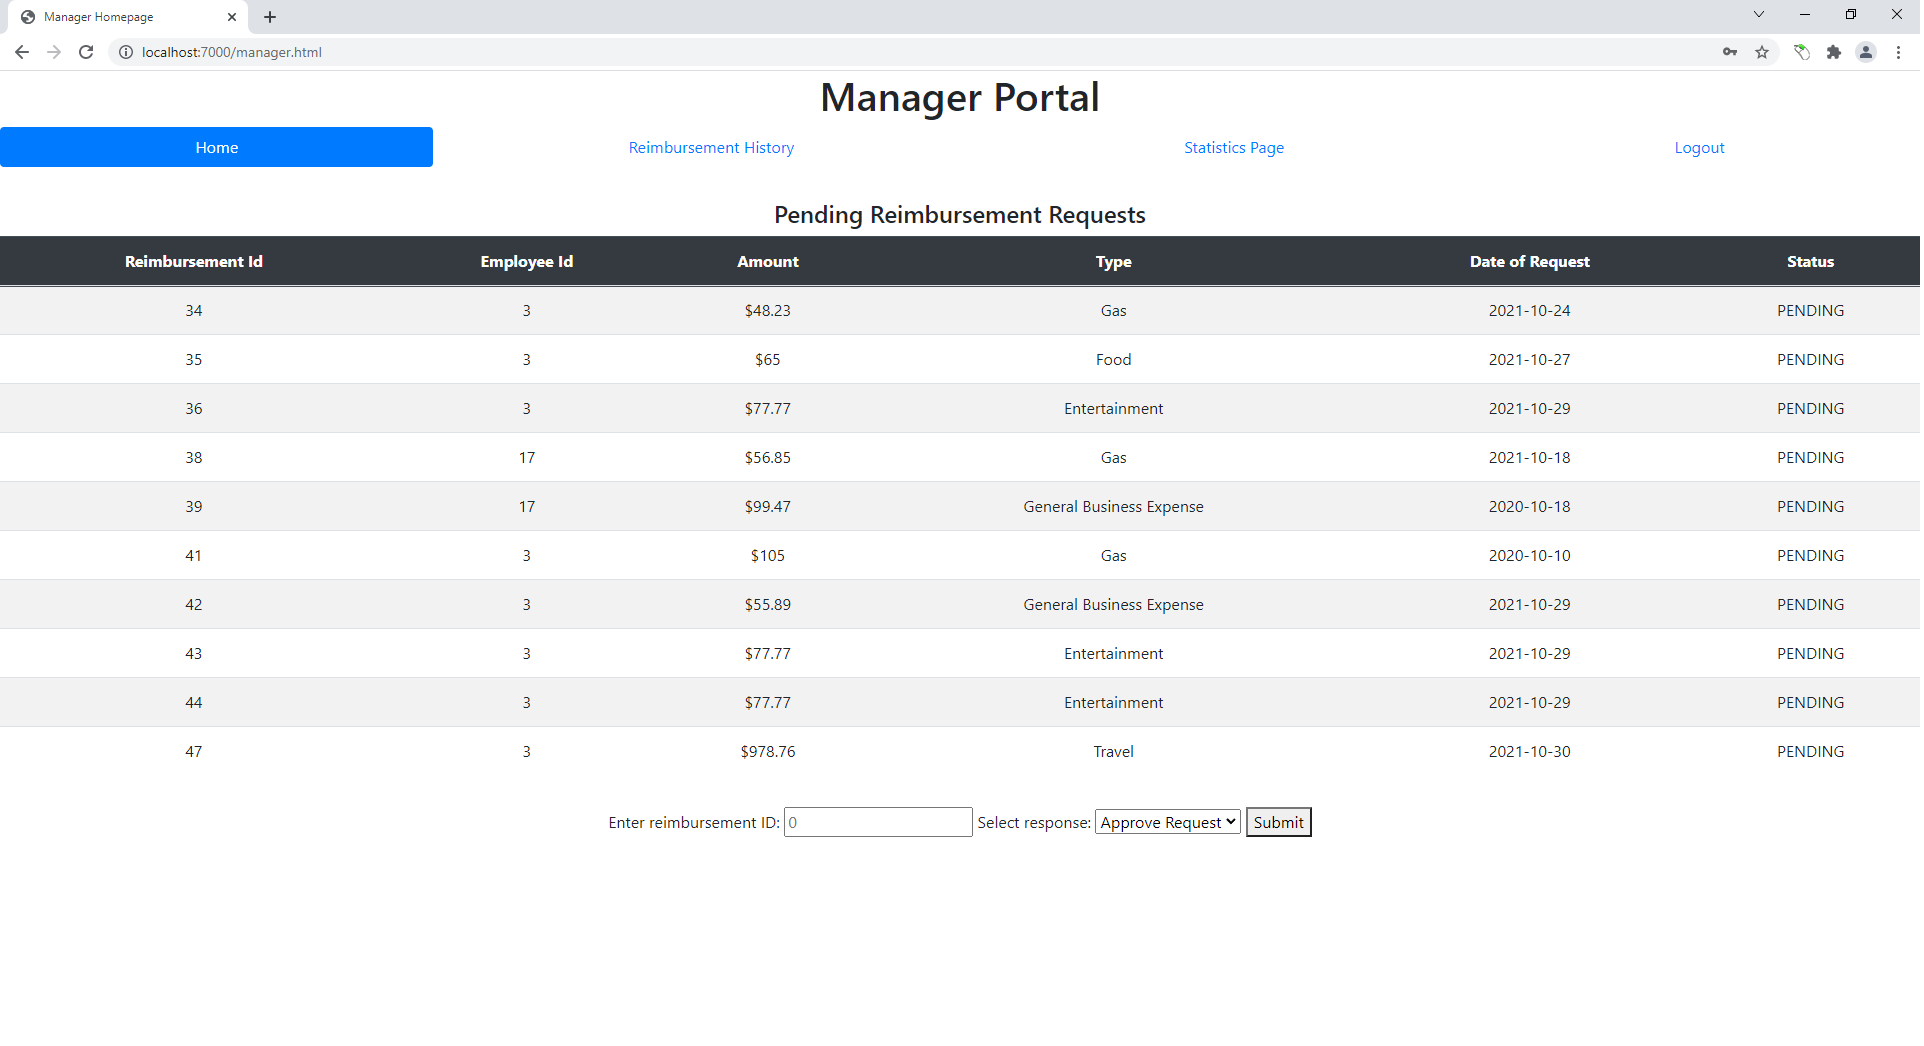 Manager Homepage
localhost:7000/manager.html
Manager Portal
Home Reimbursement History Statistics Page Logout
Pending Reimbursement Requests
Reimbursement Id Employee Id Amount Type Date of Request Status
34 3 $48.23 Gas 2021-10-24 PENDING
35 3 $65 Food 2021-10-27 PENDING
36 3 $77.77 Entertainment 2021-10-29 PENDING
38 17 $56.85 Gas 2021-10-18 PENDING
39 17 $99.47 General Business Expense 2020-10-18 PENDING
41 3 $105 Gas 2020-10-10 PENDING
42 3 $55.89 General Business Expense 2021-10-29 PENDING
43 3 $77.77 Entertainment 2021-10-29 PENDING
44 3 $77.77 Entertainment 2021-10-29 PENDING
47 3 $978.76 Travel 2021-10-30 PENDING
Enter reimbursement ID: 0 Select response: Approve Request Submit